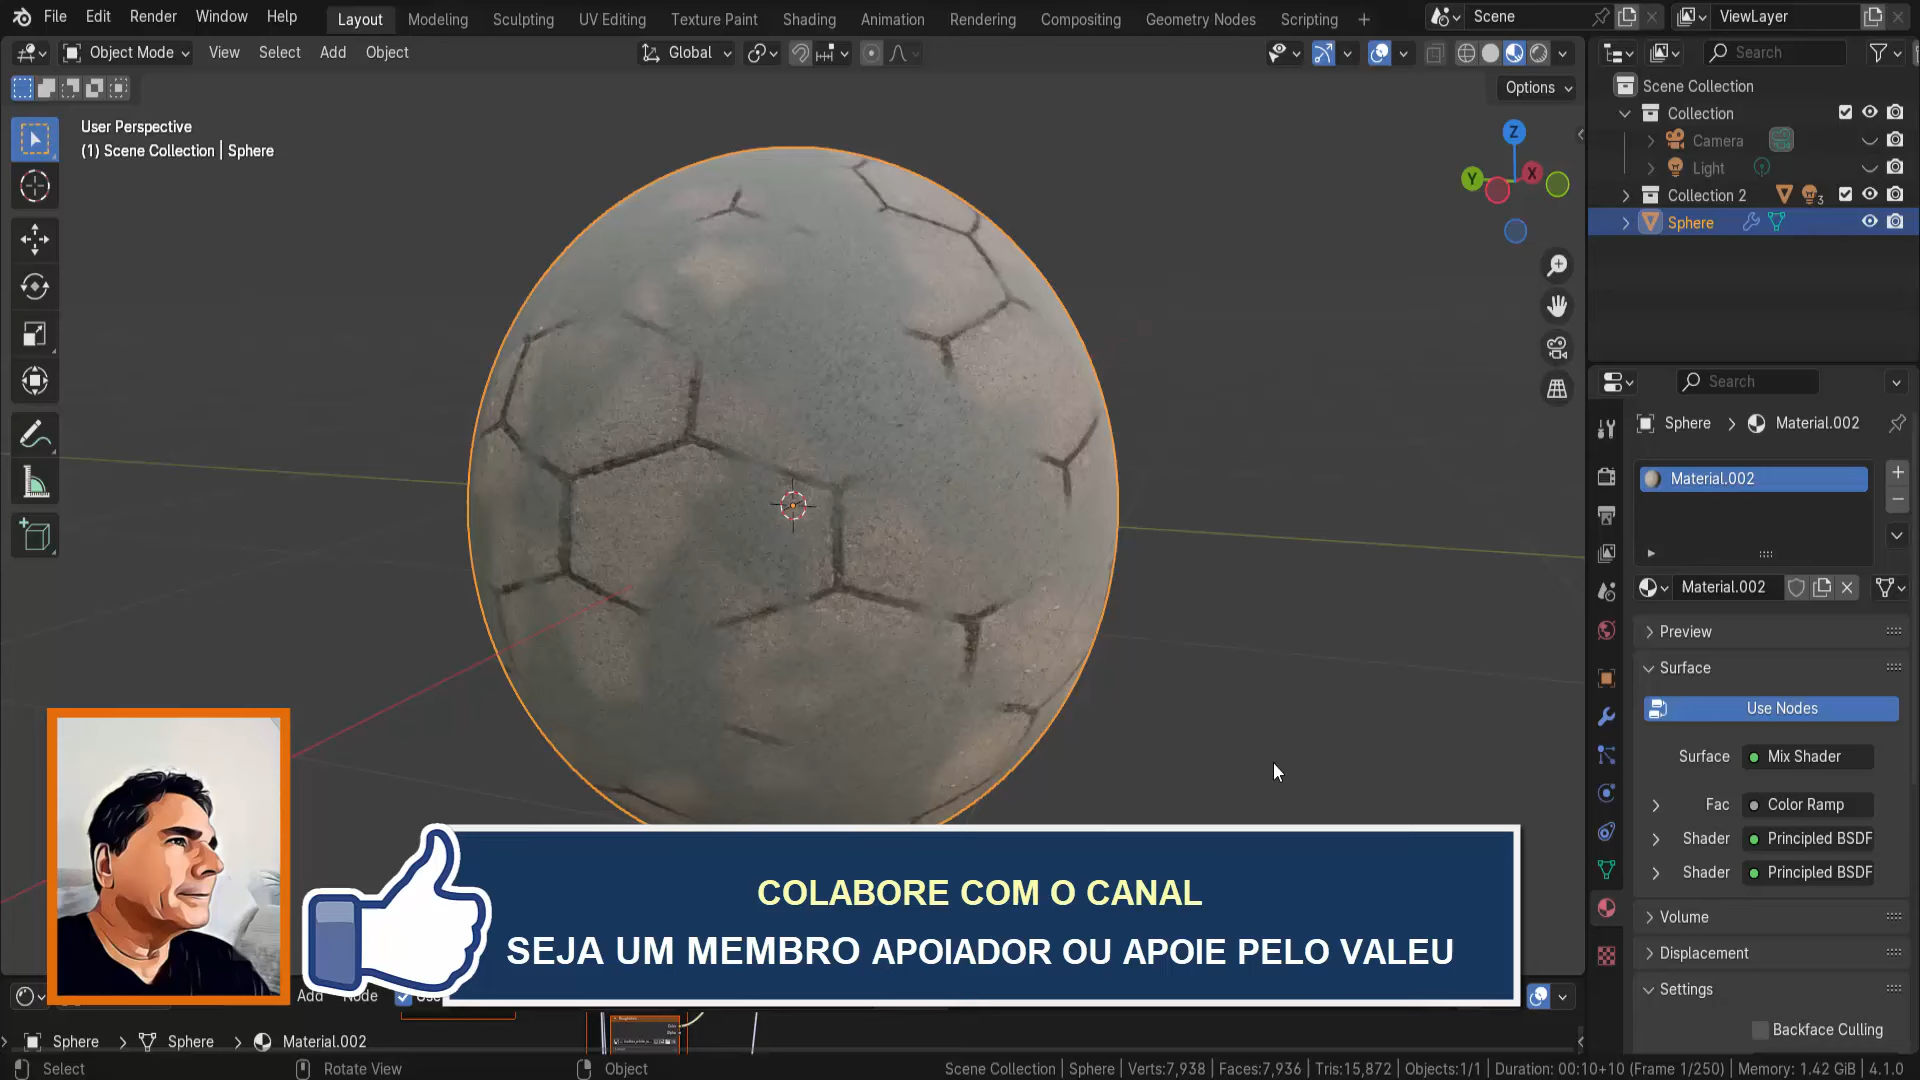 File Edit Render Window Help
Layout Modeling Sculpting UV Editing Texture Paint Shading Animation Rendering Compositing Geometry Nodes Scripting +
Scene
ViewLayer
Object Mode View Select Add Object
Global
Search
Options
User Perspective
(1) Scene Collection | Sphere
Z
Y
X
Scene Collection
Collection
Camera
Light
Collection 2
3
Sphere
Search
Sphere > Material.002
Material.002
Material.002
Preview
Surface
Use Nodes
Surface Mix Shader
Fac Color Ramp
Shader Principled BSDF
Shader Principled BSDF
Volume
Displacement
Settings
Backface Culling
COLABORE COM O CANAL
SEJA UM MEMBRO APOIADOR OU APOIE PELO VALEU
Add Node
Sphere > Sphere > Material.002
Select Rotate View Object
Scene Collection | Sphere | Verts:7,938 | Faces:7,936 | Tris:15,872 | Objects:1/1 | Duration: 00:10+10 (Frame 1/250) | Memory: 1.42 GiB | 4.1.0